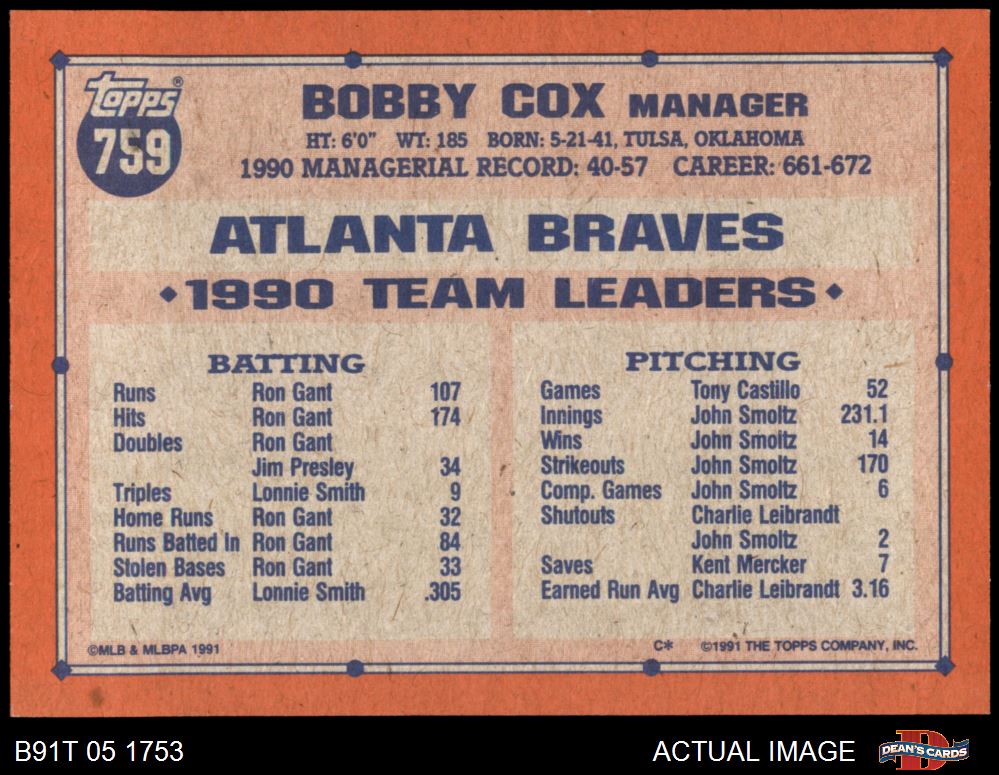 Topps®
759
BOBBY COX MANAGER
HT: 6'0" WT: 185 BORN: 5-21-41, TULSA, OKLAHOMA
1990 MANAGERIAL RECORD: 40-57 CAREER: 661-672
ATLANTA BRAVES
♦1990 TEAM LEADERS♦
BATTING
Runs Ron Gant 107
Hits Ron Gant 174
Doubles Ron Gant
Jim Presley 34
Triples Lonnie Smith 9
Home Runs Ron Gant 32
Runs Batted In Ron Gant 84
Stolen Bases Ron Gant 33
Batting Avg Lonnie Smith .305
PITCHING
Games Tony Castillo 52
Innings John Smoltz 231.1
Wins John Smoltz 14
Strikeouts John Smoltz 170
Comp. Games John Smoltz 6
Shutouts Charlie Leibrandt
John Smoltz 2
Saves Kent Mercker 7
Earned Run Avg Charlie Leibrandt 3.16
©MLB & MLBPA 1991
C* ©1991 THE TOPPS COMPANY, INC.
B91T 05 1753
ACTUAL IMAGE
D
DEAN'S CARDS